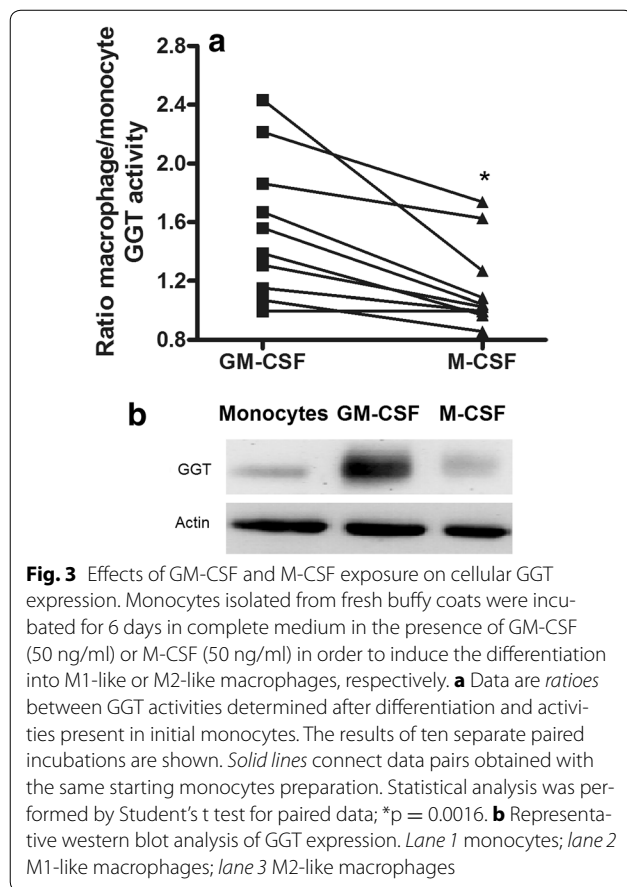 a
2.8
2.4
2.0
1.6
1.2
0.8
Ratio macrophage/monocyte
GGT activity
*
GM-CSF
M-CSF
b
Monocytes GM-CSF M-CSF
GGT
Actin
Fig. 3 Effects of GM-CSF and M-CSF exposure on cellular GGT
expression. Monocytes isolated from fresh buffy coats were incu-
bated for 6 days in complete medium in the presence of GM-CSF
(50 ng/ml) or M-CSF (50 ng/ml) in order to induce the differentiation
into M1-like or M2-like macrophages, respectively. a Data are ratioes
between GGT activities determined after differentiation and activi-
ties present in initial monocytes. The results of ten separate paired
incubations are shown. Solid lines connect data pairs obtained with
the same starting monocytes preparation. Statistical analysis was per-
formed by Student's t test for paired data; *p = 0.0016. b Representa-
tive western blot analysis of GGT expression. Lane 1 monocytes; lane 2
M1-like macrophages; lane 3 M2-like macrophages